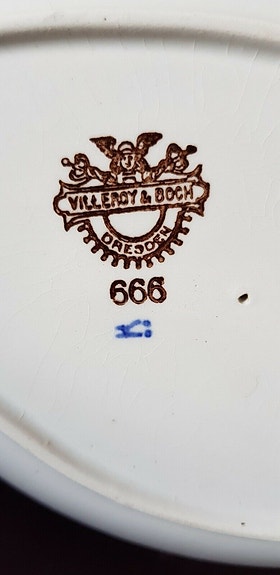 VILLEROY & BOCH
DRESDEN
666
K: